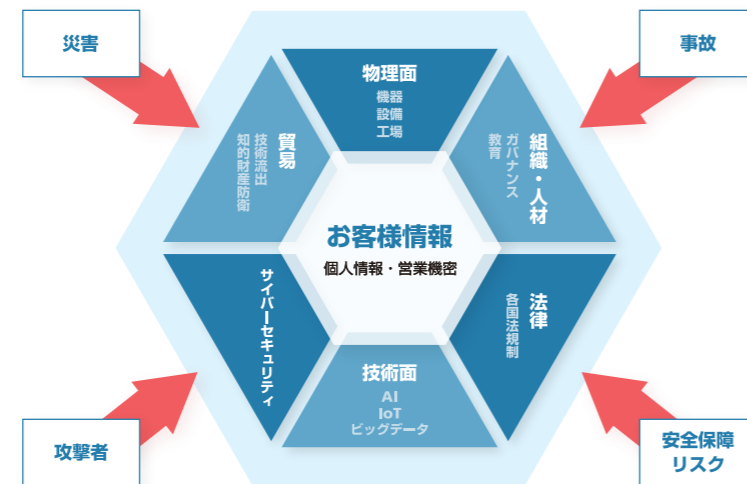 災害
事故
物理面
機器
設備
工場
貿易
技術流出
知的財産防衛
組織・人材
ガバナンス
教育
お客様情報
個人情報・営業機密
サイバーセキュリティ
法律
各国法規制
技術面
AI
IoT
ビッグデータ
攻撃者
安全保障
リスク